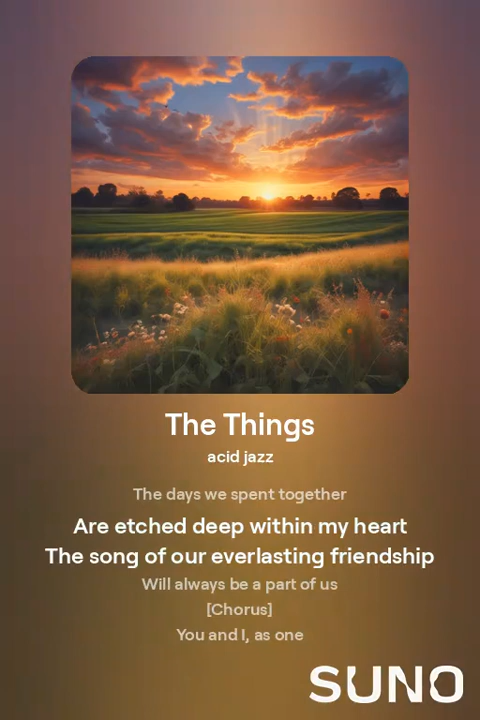 The Things
acid jazz
The days we spent together
Are etched deep within my heart
The song of our everlasting friendship
Will always be a part of us
[Chorus]
You and I, as one
SUNO